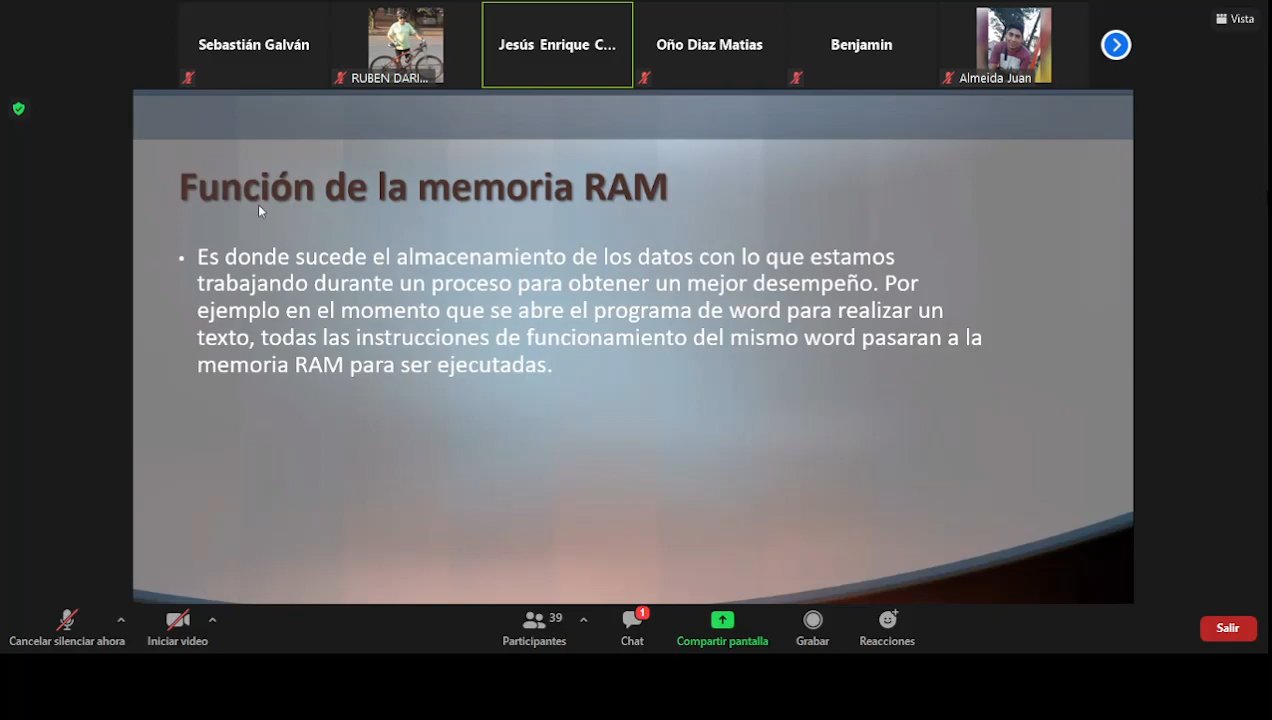 Sebastián Galván
RUBEN DARI...
Jesús Enrique C...
Oño Diaz Matias
Benjamin
Almeida Juan
Vista
Función de la memoria RAM
• Es donde sucede el almacenamiento de los datos con lo que estamos
trabajando durante un proceso para obtener un mejor desempeño. Por
ejemplo en el momento que se abre el programa de word para realizar un
texto, todas las instrucciones de funcionamiento del mismo word pasaran a la
memoria RAM para ser ejecutadas.
Cancelar silenciar ahora
Iniciar video
39
Participantes
1
Chat
Compartir pantalla
Grabar
Reacciones
Salir